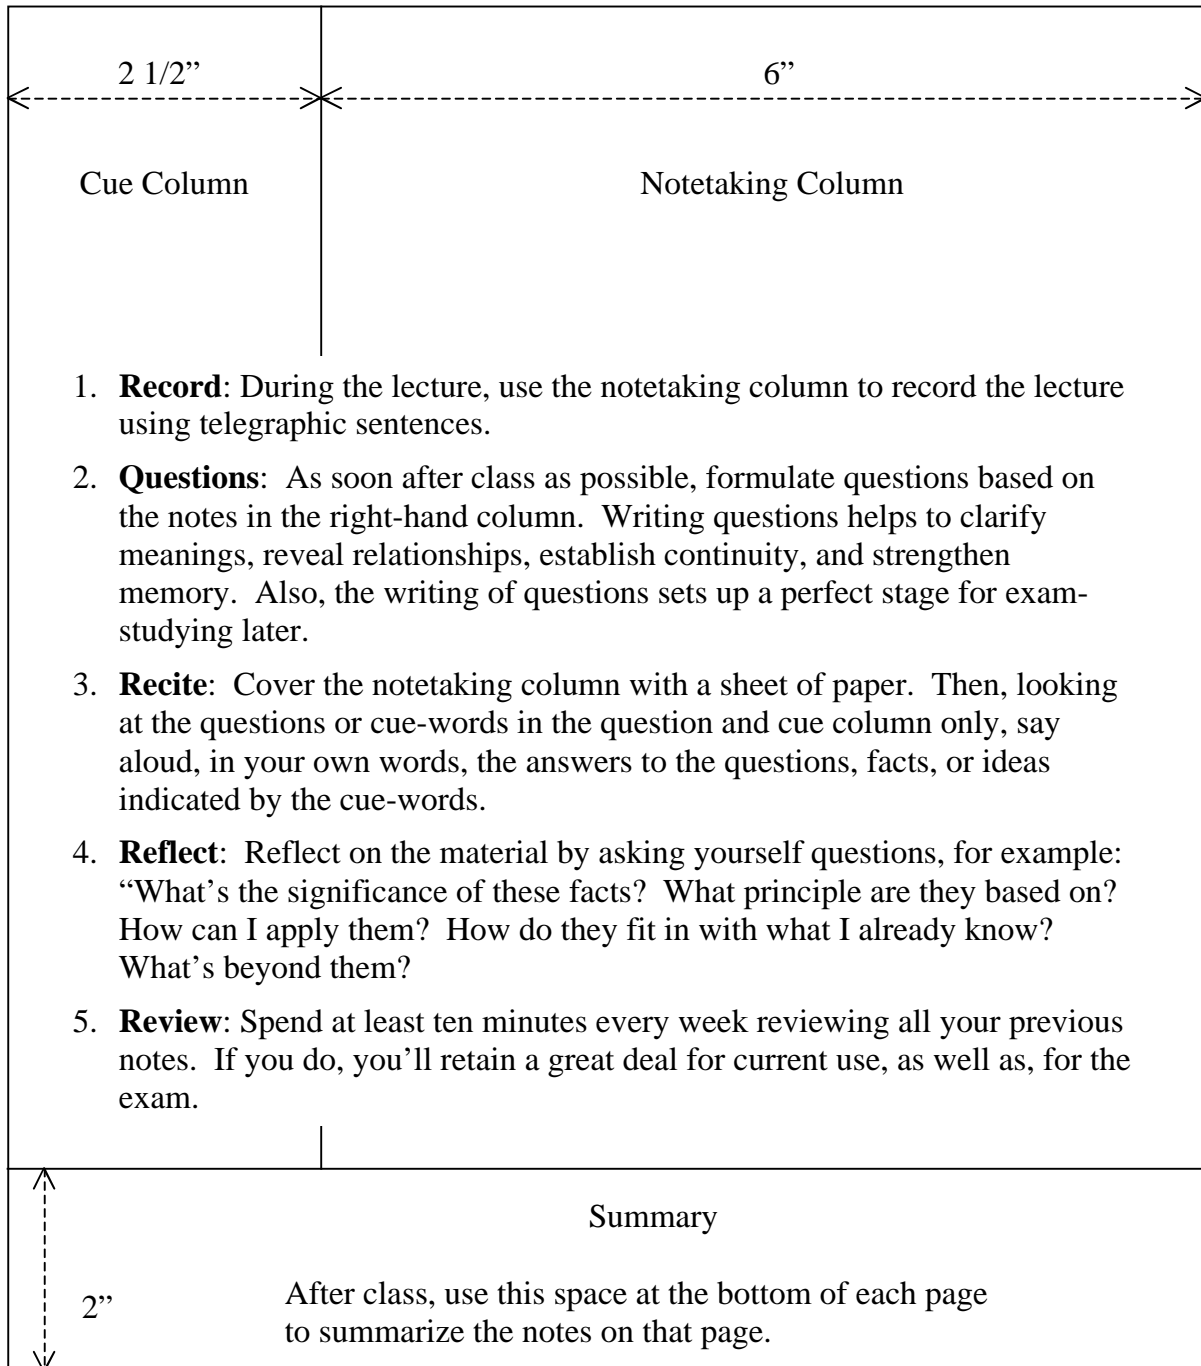 2 1/2” 6”
Cue Column Notetaking Column
1. Record: During the lecture, use the notetaking column to record the lecture
using telegraphic sentences.
2. Questions: As soon after class as possible, formulate questions based on
the notes in the right-hand column. Writing questions helps to clarify
meanings, reveal relationships, establish continuity, and strengthen
memory. Also, the writing of questions sets up a perfect stage for exam-
studying later.
3. Recite: Cover the notetaking column with a sheet of paper. Then, looking
at the questions or cue-words in the question and cue column only, say
aloud, in your own words, the answers to the questions, facts, or ideas
indicated by the cue-words.
4. Reflect: Reflect on the material by asking yourself questions, for example:
“What’s the significance of these facts? What principle are they based on?
How can I apply them? How do they fit in with what I already know?
What’s beyond them?
5. Review: Spend at least ten minutes every week reviewing all your previous
notes. If you do, you’ll retain a great deal for current use, as well as, for the
exam.
Summary
2”
After class, use this space at the bottom of each page
to summarize the notes on that page.